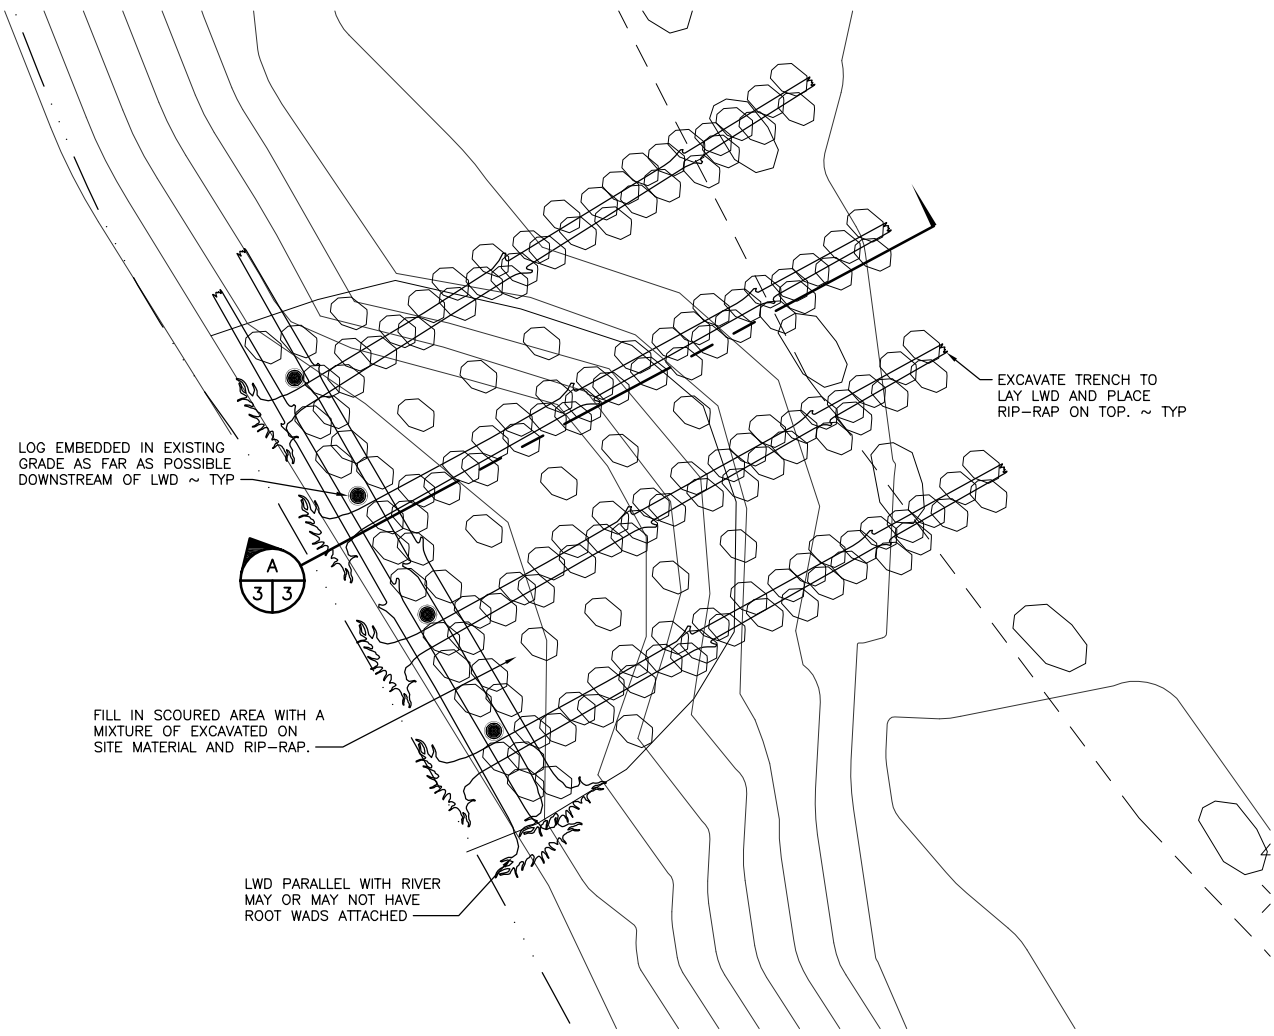 EXCAVATE TRENCH TO
LAY LWD AND PLACE
RIP-RAP ON TOP. ~ TYP
LOG EMBEDDED IN EXISTING
GRADE AS FAR AS POSSIBLE
DOWNSTREAM OF LWD ~ TYP
A
3 3
FILL IN SCOURED AREA WITH A
MIXTURE OF EXCAVATED ON
SITE MATERIAL AND RIP-RAP.
LWD PARALLEL WITH RIVER
MAY OR MAY NOT HAVE
ROOT WADS ATTACHED